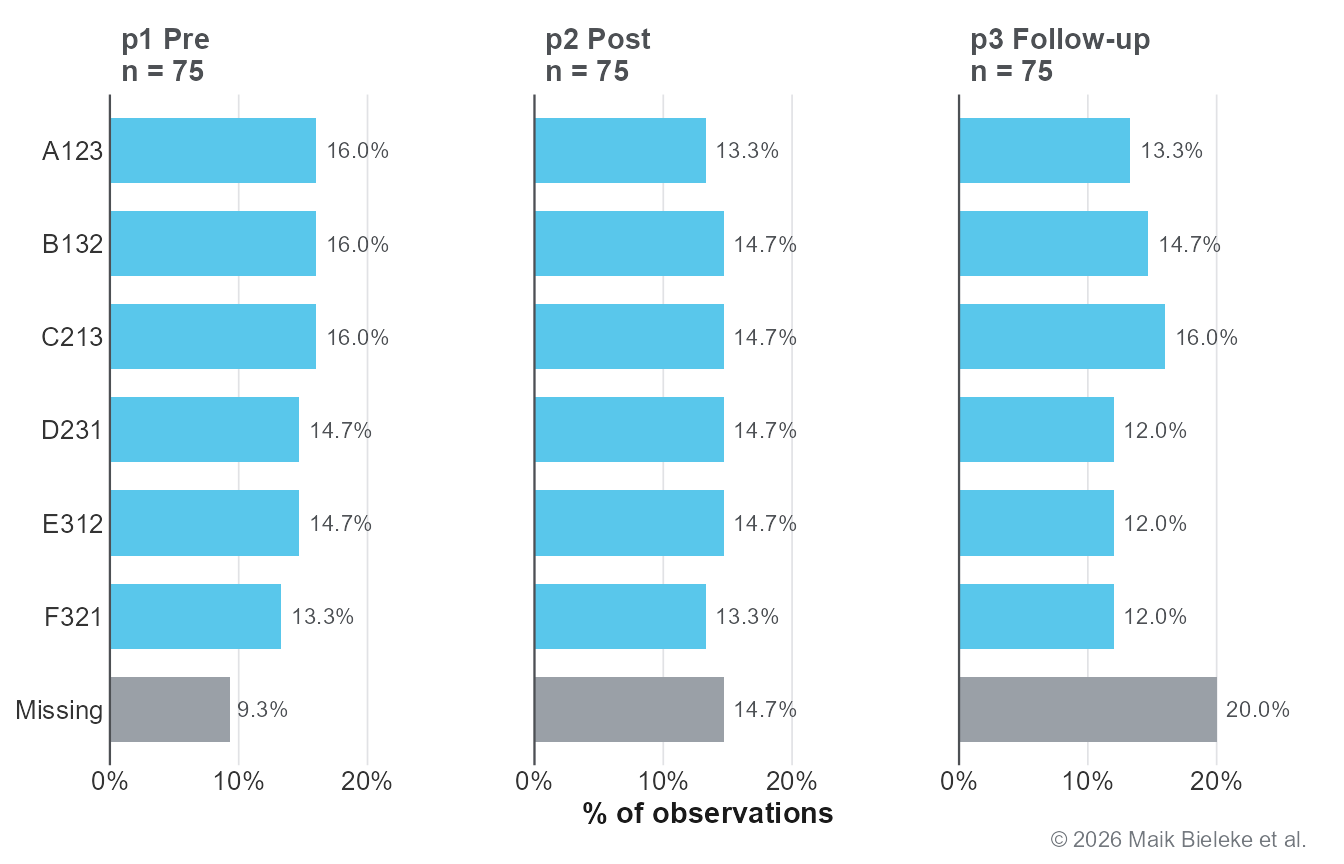 p1 Pre
n = 75
p2 Post
n = 75
p3 Follow-up
n = 75
A123 16.0% 13.3% 13.3%
B132 16.0% 14.7% 14.7%
C213 16.0% 14.7% 16.0%
D231 14.7% 14.7% 12.0%
E312 14.7% 14.7% 12.0%
F321 13.3% 13.3% 12.0%
Missing 9.3% 14.7% 20.0%
0% 10% 20% 0% 10% 20% 0% 10% 20%
% of observations
© 2026 Maik Bieleke et al.